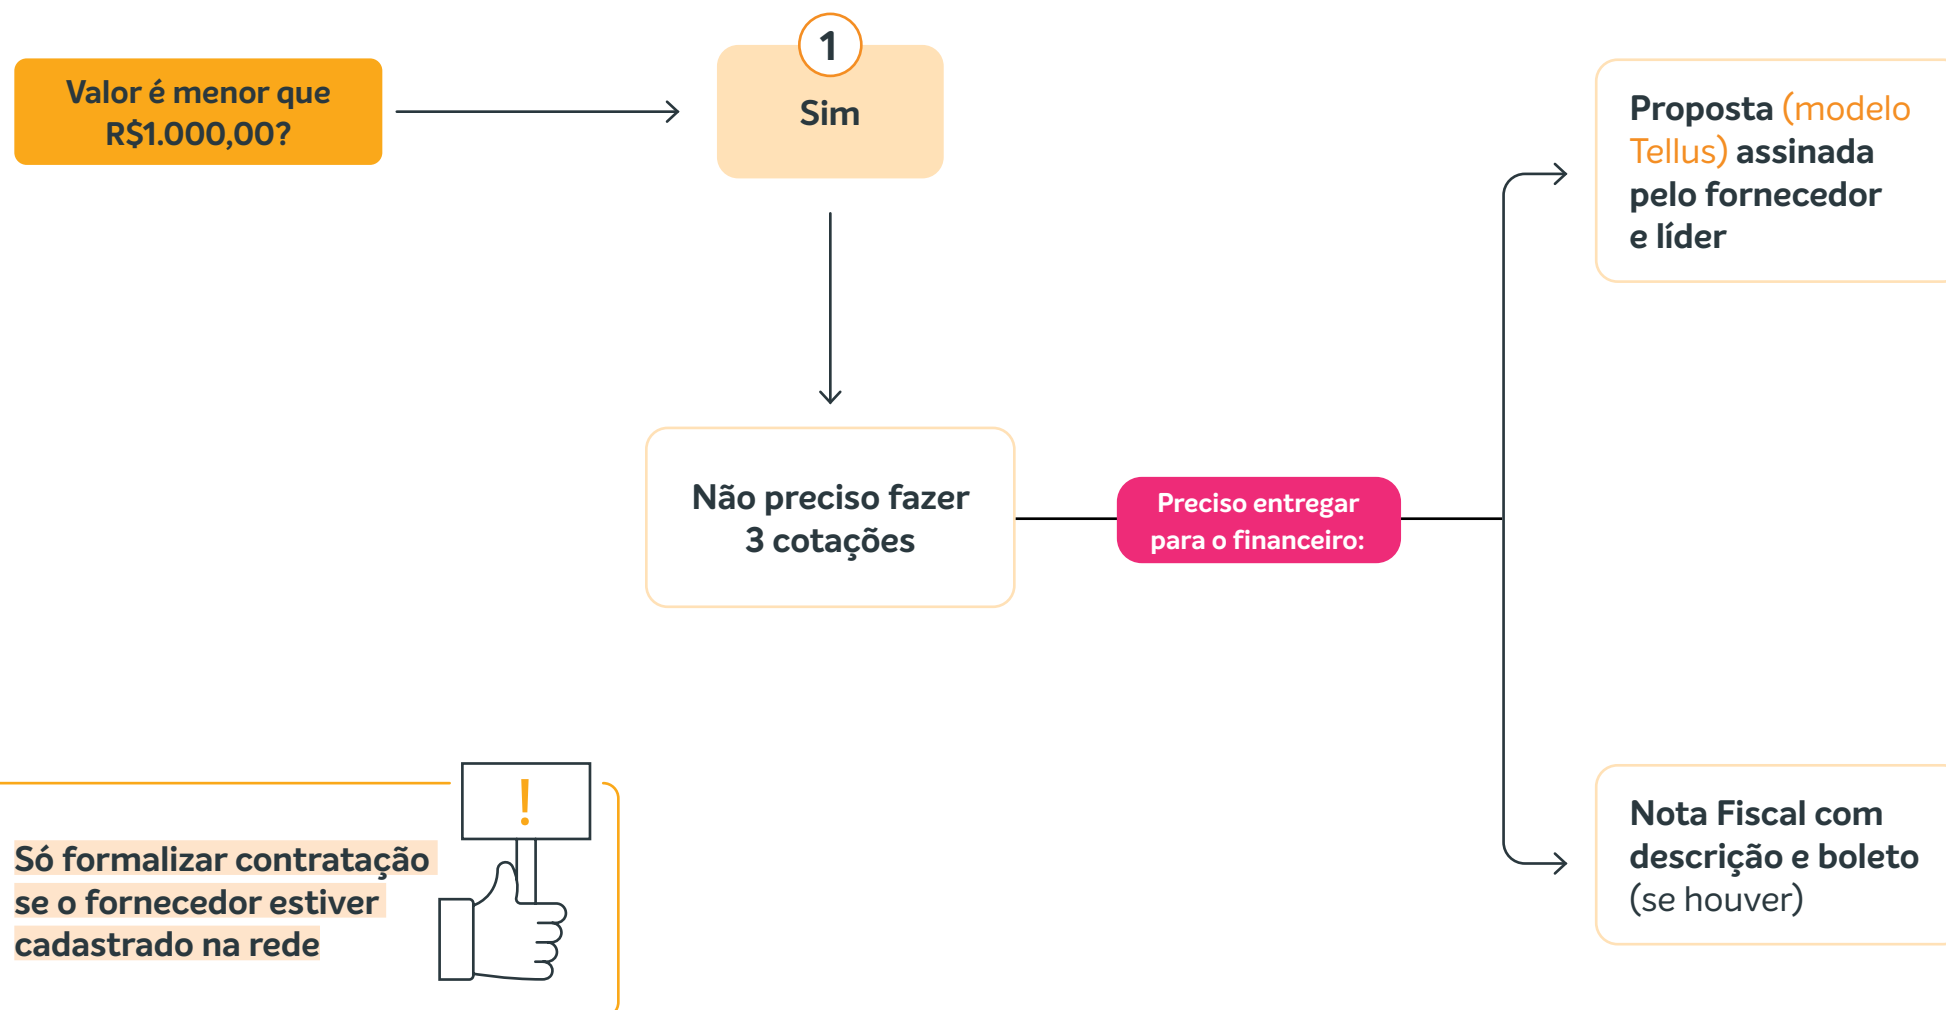 Valor é menor que
R$1.000,00?
1
Sim
Não preciso fazer
3 cotações
Preciso entregar
para o financeiro:
Proposta (modelo
Tellus) assinada
pelo fornecedor
e líder
Nota Fiscal com
descrição e boleto
(se houver)
!
Só formalizar contratação
se o fornecedor estiver
cadastrado na rede